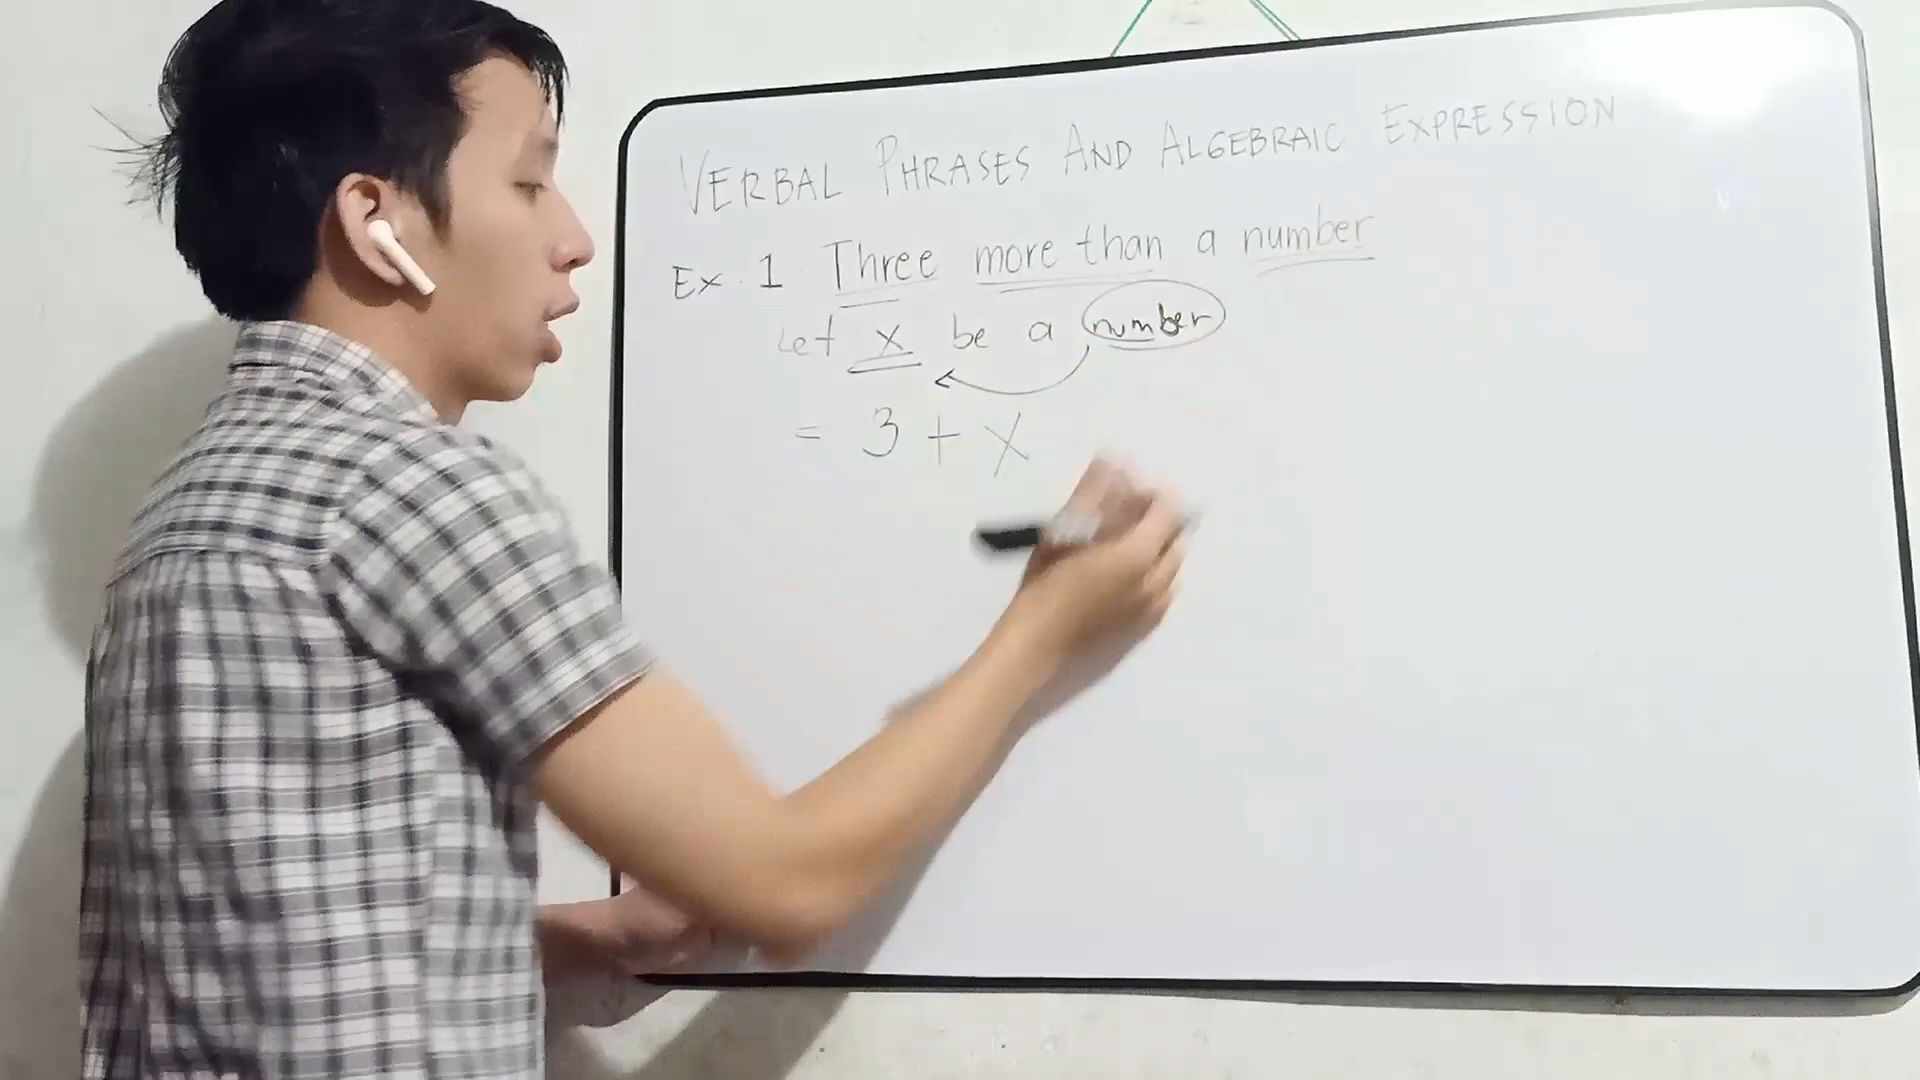 VERBAL PHRASES AND ALGEBRAIC EXPRESSION
Ex. 1 Three more than a number
Let x be a number
= 3 + x